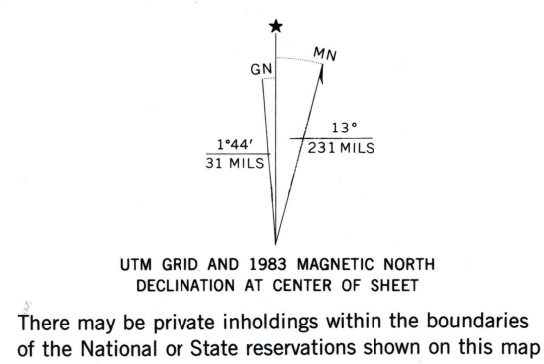 ★
GN
MN
1°44′
31 MILS
13°
231 MILS
UTM GRID AND 1983 MAGNETIC NORTH
DECLINATION AT CENTER OF SHEET
There may be private inholdings within the boundaries
of the National or State reservations shown on this map